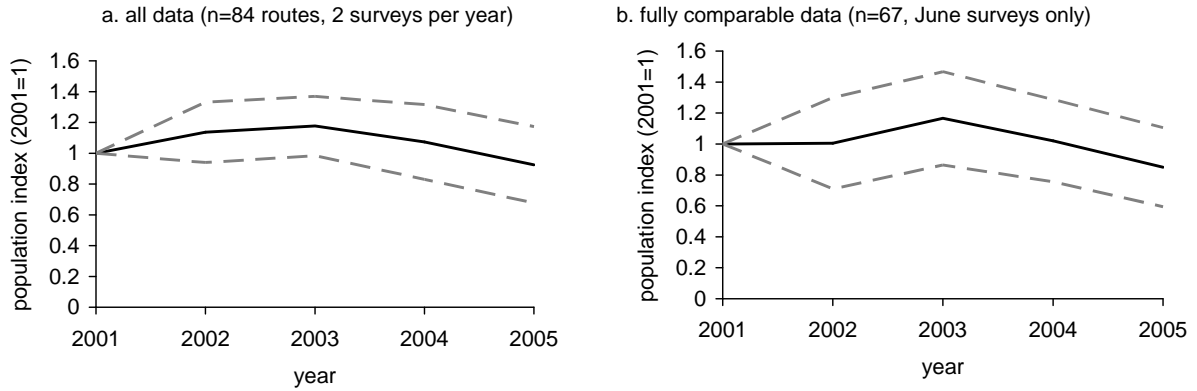 a. all data (n=84 routes, 2 surveys per year)
population index (2001=1)
1.6
1.4
1.2
1
0.8
0.6
0.4
0.2
0
2001 2002 2003 2004 2005
year
b. fully comparable data (n=67, June surveys only)
population index (2001=1)
1.6
1.4
1.2
1
0.8
0.6
0.4
0.2
0
2001 2002 2003 2004 2005
year